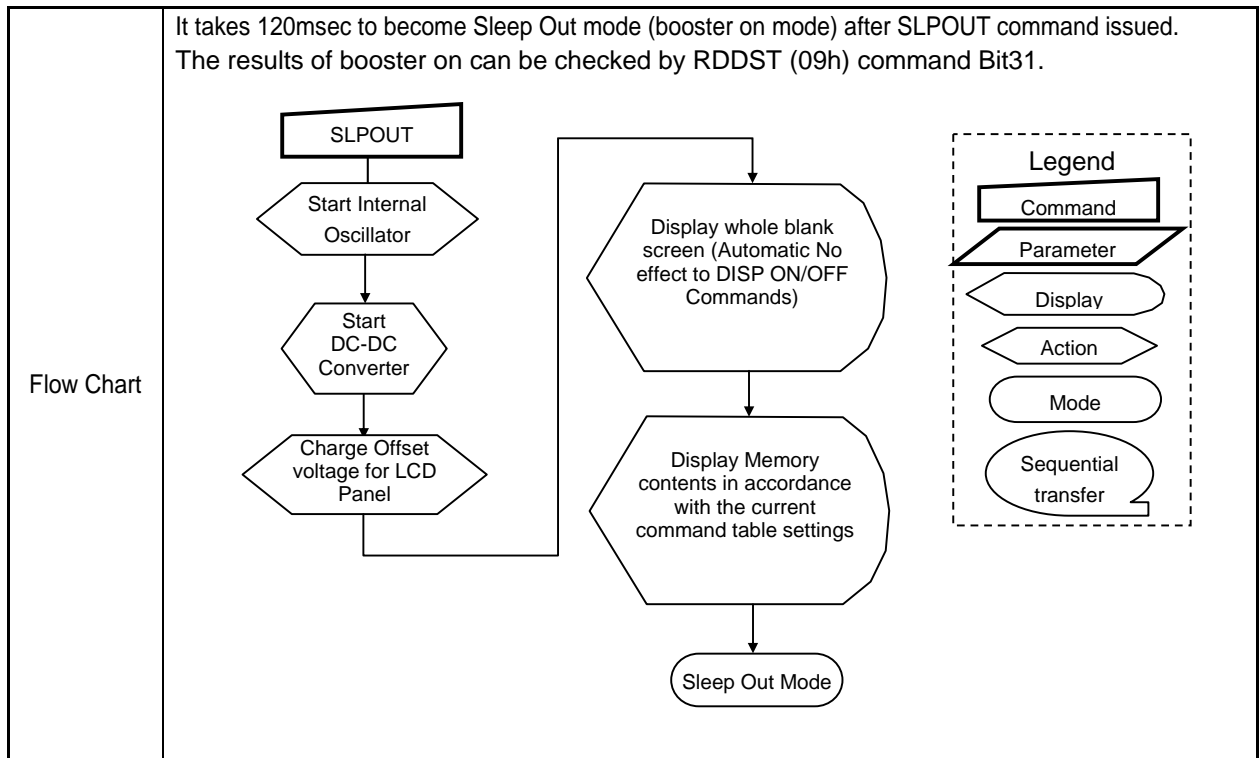 It takes 120msec to become Sleep Out mode (booster on mode) after SLPOUT command issued.
The results of booster on can be checked by RDDST (09h) command Bit31.
Flow Chart
SLPOUT
Start Internal
Oscillator
Start
DC-DC
Converter
Charge Offset
voltage for LCD
Panel
Display whole blank
screen (Automatic No
effect to DISP ON/OFF
Commands)
Display Memory
contents in accordance
with the current
command table settings
Sleep Out Mode
Legend
Command
Parameter
Display
Action
Mode
Sequential
transfer